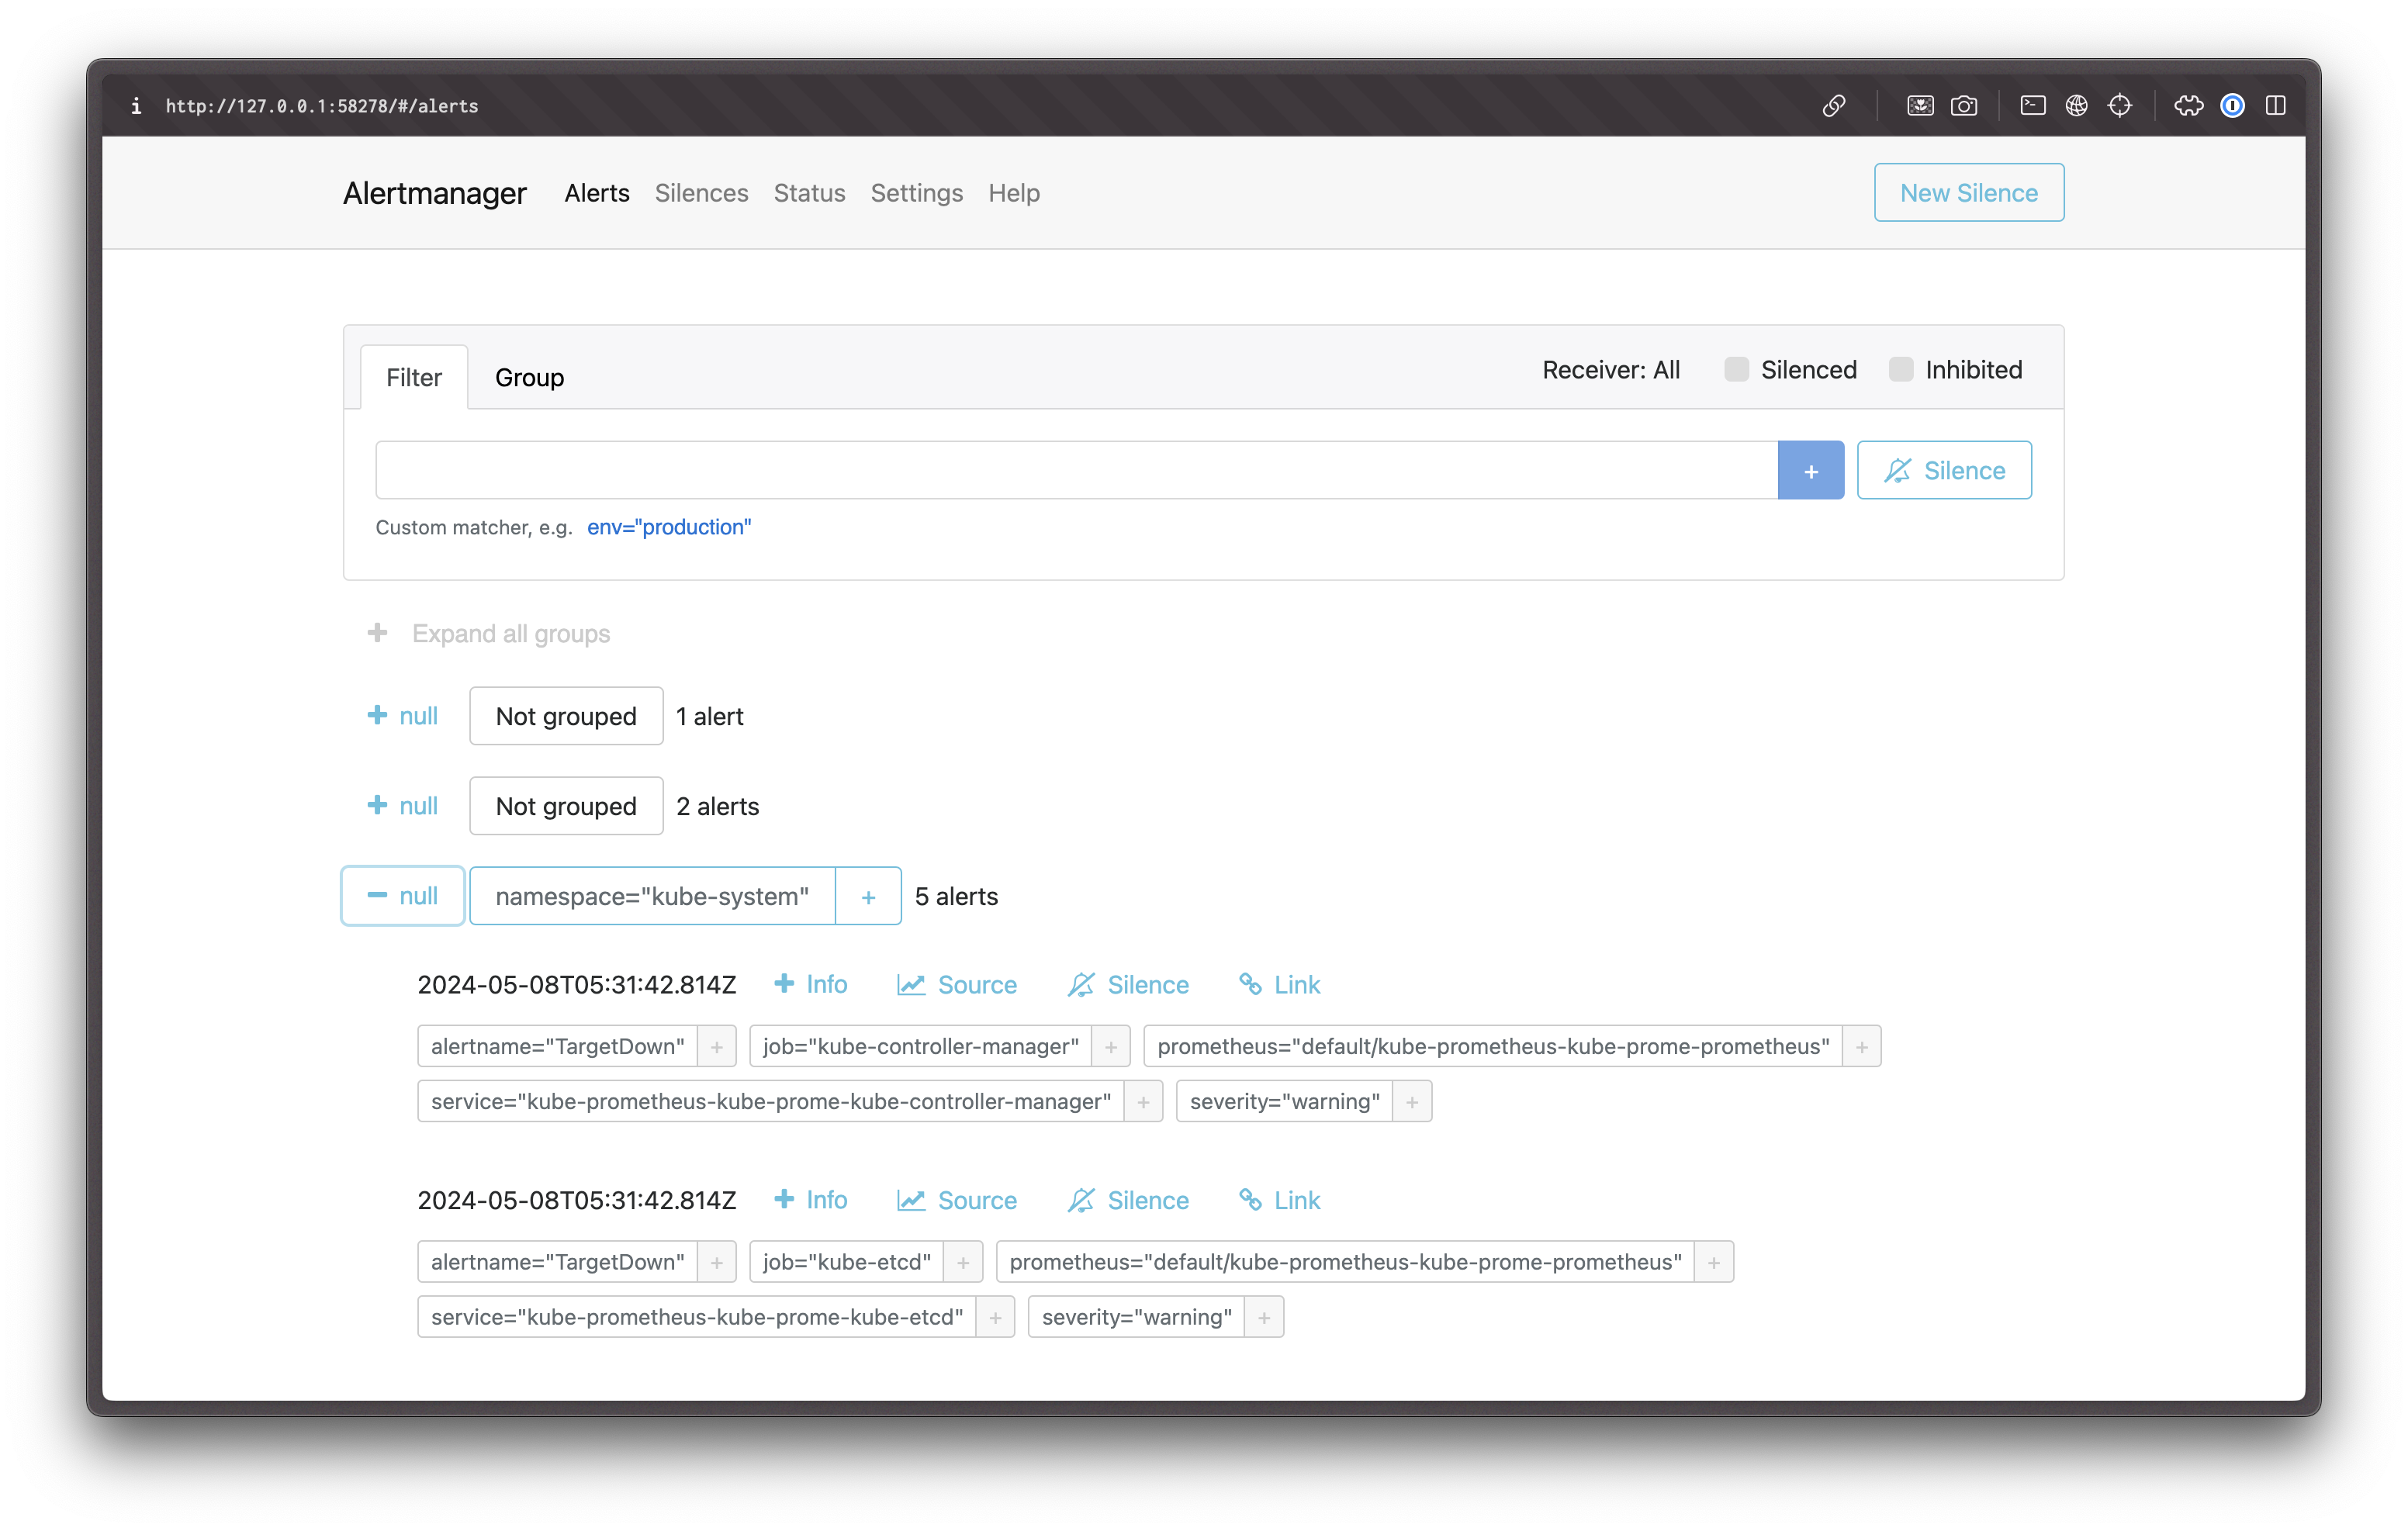 i http://127.0.0.1:58278/#/alerts
Alertmanager Alerts Silences Status Settings Help New Silence
Filter Group Receiver: All Silenced Inhibited
+ Silence
Custom matcher, e.g. env="production"
+ Expand all groups
+ null Not grouped 1 alert
+ null Not grouped 2 alerts
− null namespace="kube-system" + 5 alerts
2024-05-08T05:31:42.814Z + Info Source Silence Link
alertname="TargetDown" + job="kube-controller-manager" + prometheus="default/kube-prometheus-kube-prome-prometheus" +
service="kube-prometheus-kube-prome-kube-controller-manager" + severity="warning" +
2024-05-08T05:31:42.814Z + Info Source Silence Link
alertname="TargetDown" + job="kube-etcd" + prometheus="default/kube-prometheus-kube-prome-prometheus" +
service="kube-prometheus-kube-prome-kube-etcd" + severity="warning" +